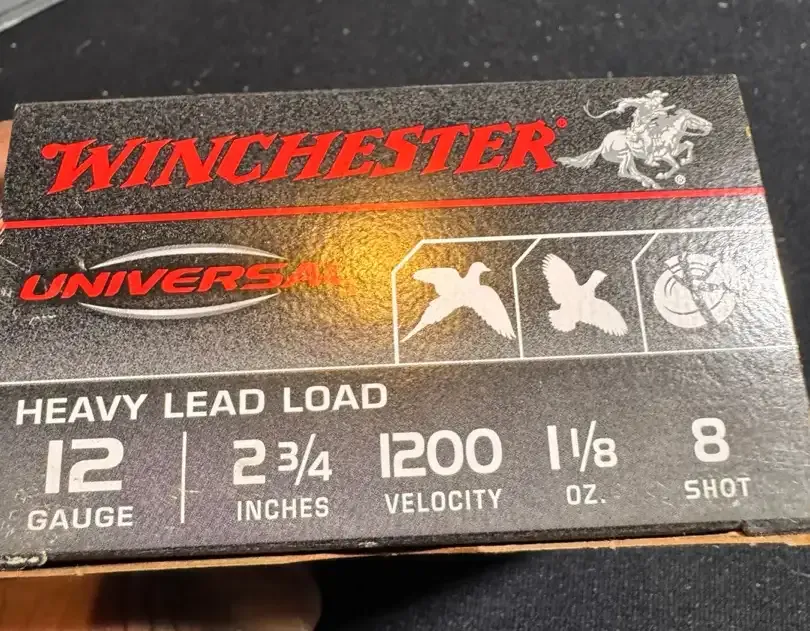 WINCHESTER®
®
UNIVERSAL
HEAVY LEAD LOAD
12 2 3/4 1200 1 1/8 8
GAUGE INCHES VELOCITY OZ. SHOT